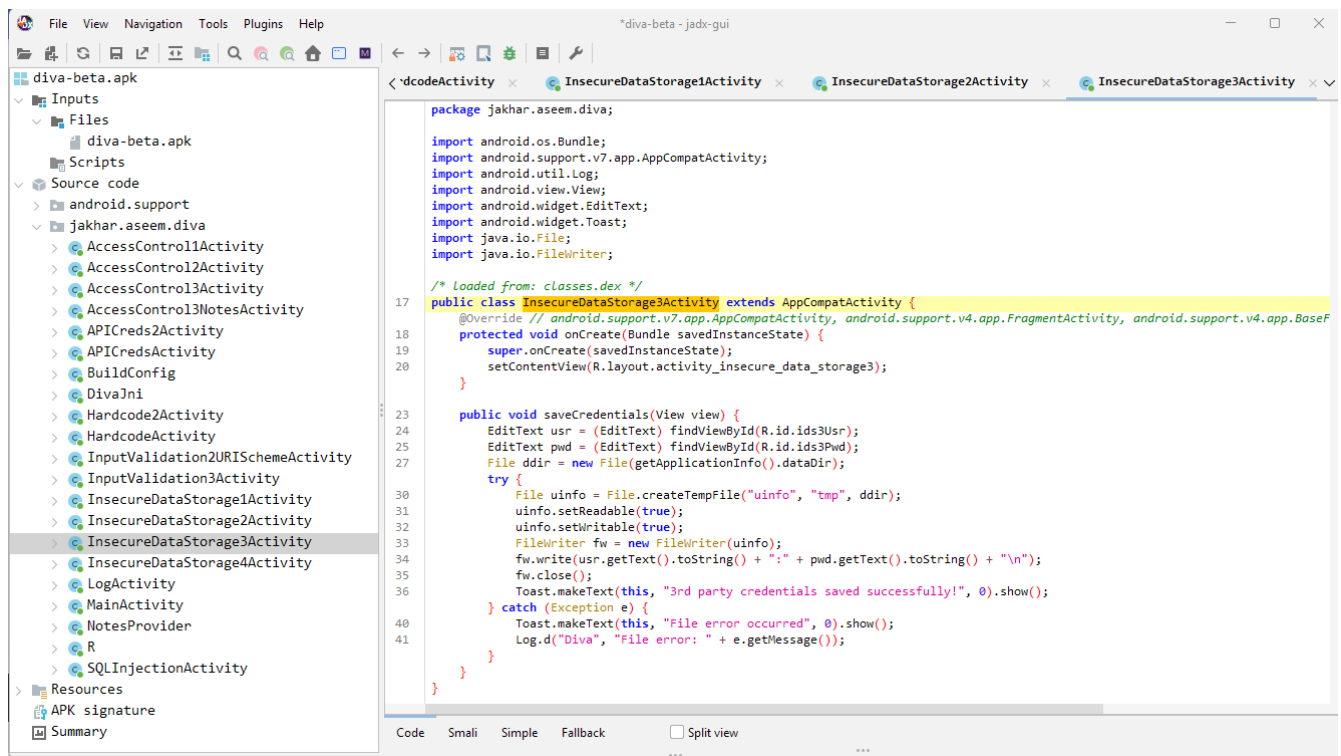 File View Navigation Tools Plugins Help
*diva-beta - jadx-gui
diva-beta.apk
Inputs
Files
diva-beta.apk
Scripts
Source code
android.support
jakhar.aseem.diva
AccessControl1Activity
AccessControl2Activity
AccessControl3Activity
AccessControl3NotesActivity
APICreds2Activity
APICredsActivity
BuildConfig
DivaJni
Hardcode2Activity
HardcodeActivity
InputValidation2URISchemeActivity
InputValidation3Activity
InsecureDataStorage1Activity
InsecureDataStorage2Activity
InsecureDataStorage3Activity
InsecureDataStorage4Activity
LogActivity
MainActivity
NotesProvider
R
SQLInjectionActivity
Resources
APK signature
Summary
dcodeActivity InsecureDataStorage1Activity InsecureDataStorage2Activity InsecureDataStorage3Activity
package jakhar.aseem.diva;
import android.os.Bundle;
import android.support.v7.app.AppCompatActivity;
import android.util.Log;
import android.view.View;
import android.widget.EditText;
import android.widget.Toast;
import java.io.File;
import java.io.FileWriter;
/* loaded from: classes.dex */
17 public class InsecureDataStorage3Activity extends AppCompatActivity {
@Override // android.support.v7.app.AppCompatActivity, android.support.v4.app.FragmentActivity, android.support.v4.app.BaseF
18 protected void onCreate(Bundle savedInstanceState) {
19 super.onCreate(savedInstanceState);
20 setContentView(R.layout.activity_insecure_data_storage3);
}
23 public void saveCredentials(View view) {
24 EditText usr = (EditText) findViewById(R.id.ids3Usr);
25 EditText pwd = (EditText) findViewById(R.id.ids3Pwd);
27 File ddir = new File(getApplicationInfo().dataDir);
try {
30 File uinfo = File.createTempFile("uinfo", "tmp", ddir);
31 uinfo.setReadable(true);
32 uinfo.setWritable(true);
33 FileWriter fw = new FileWriter(uinfo);
34 fw.write(usr.getText().toString() + ":" + pwd.getText().toString() + "\n");
35 fw.close();
36 Toast.makeText(this, "3rd party credentials saved successfully!", 0).show();
} catch (Exception e) {
40 Toast.makeText(this, "File error occurred", 0).show();
41 Log.d("Diva", "File error: " + e.getMessage());
}
}
}
Code Smali Simple Fallback Split view